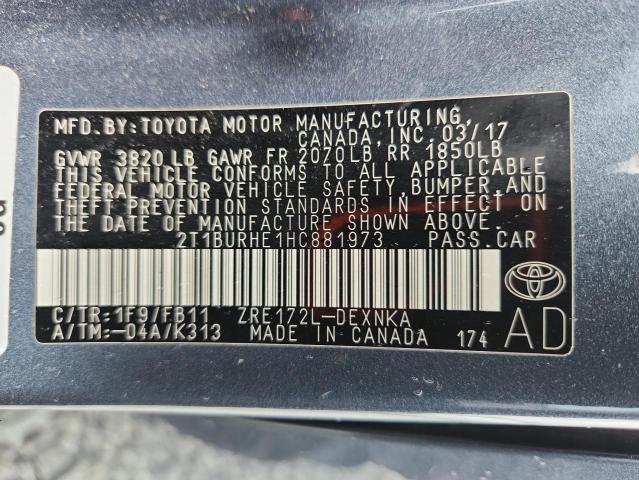 MFD. BY: TOYOTA MOTOR MANUFACTURING,
CANADA, INC. 03/17
GVWR 3820 LB GAWR FR 2070LB RR 1850LB
THIS VEHICLE CONFORMS TO ALL APPLICABLE
FEDERAL MOTOR VEHICLE SAFETY, BUMPER, AND
THEFT PREVENTION STANDARDS IN EFFECT ON
THE DATE OF MANUFACTURE SHOWN ABOVE.
2T1BURHE1HC881973 PASS. CAR
C/TR: 1F9/FB11 ZRE172L-DEXNKA
A/TM: -04A/K313 MADE IN CANADA 174
AD